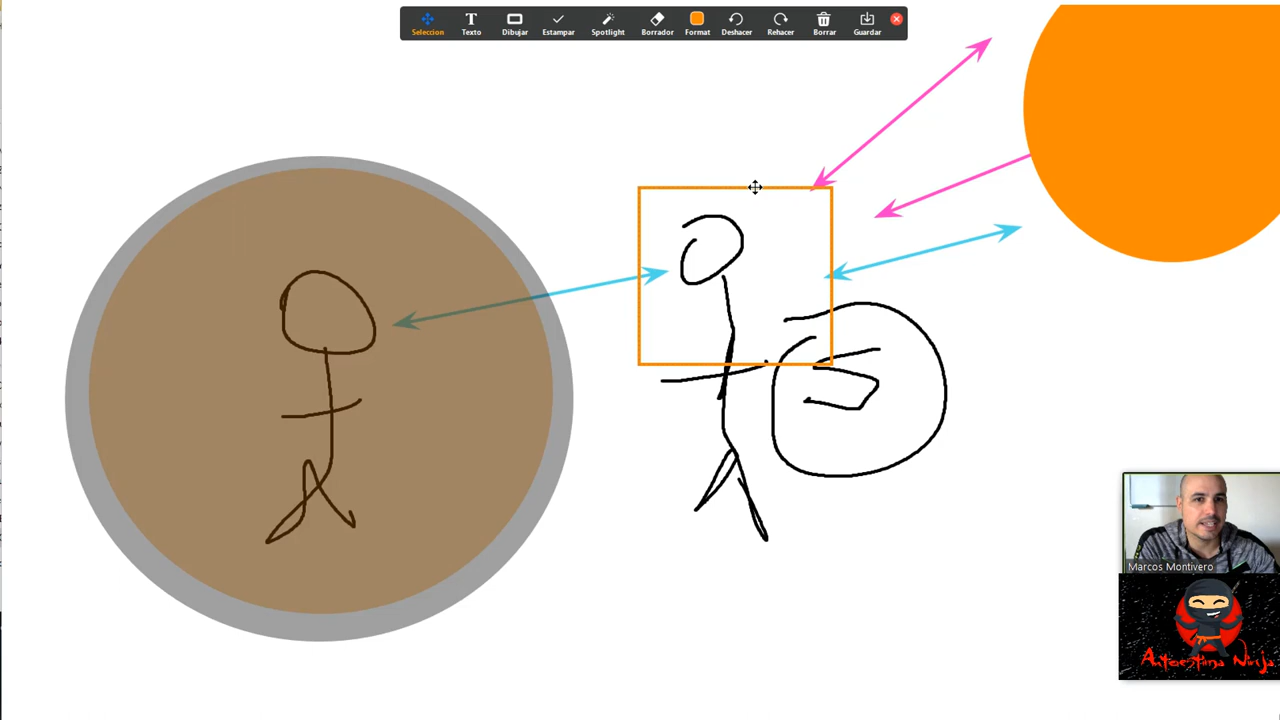 Seleccion Texto Dibujar Estampar Spotlight Borrador Format Deshacer Rehacer Borrar Guardar
Marcos Montivero
Autoestima Ninja